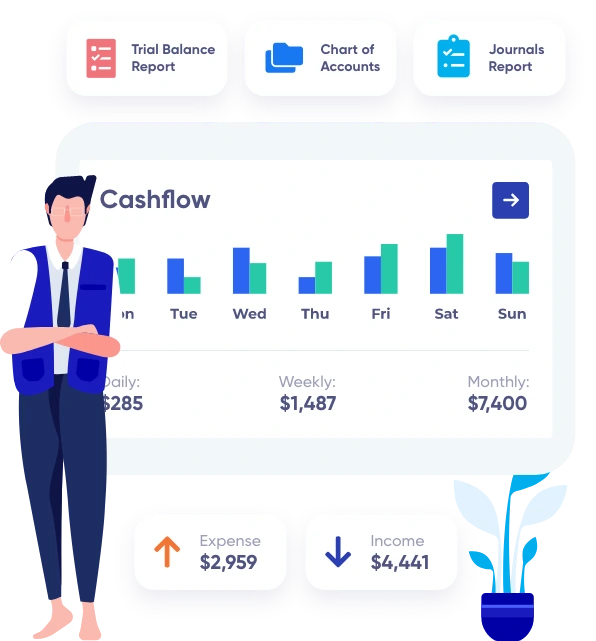 Trial Balance
Report
Chart of
Accounts
Journals
Report
Cashflow
on
Tue
Wed
Thu
Fri
Sat
Sun
Daily:
Weekly:
Monthly:
$285
$1,487
$7,400
Expense
Income
$2,959
$4,441